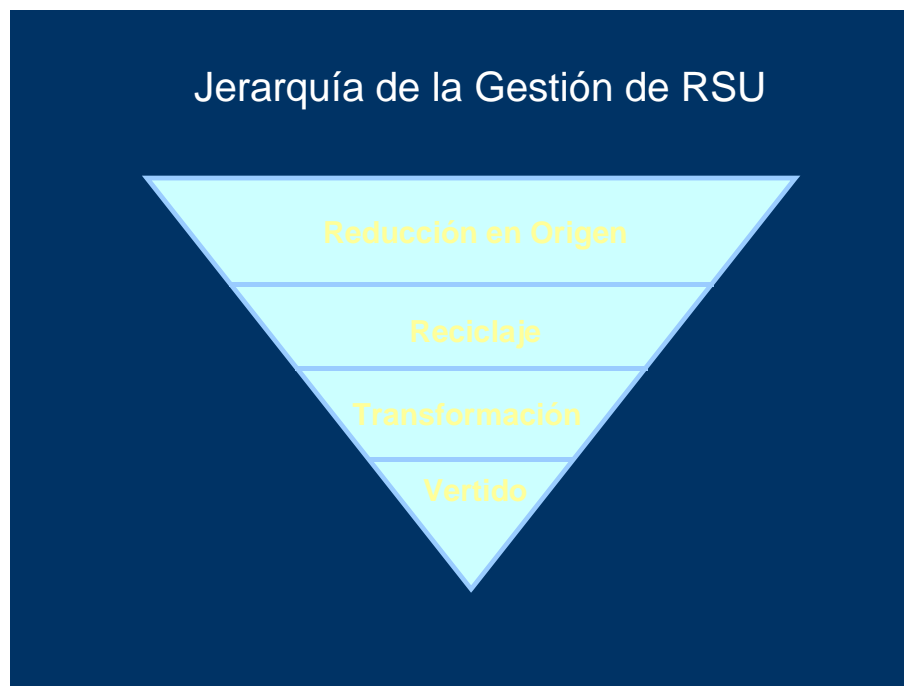 Jerarquía de la Gestión de RSU
Reducción en Origen
Reciclaje
Transformación
Vertido